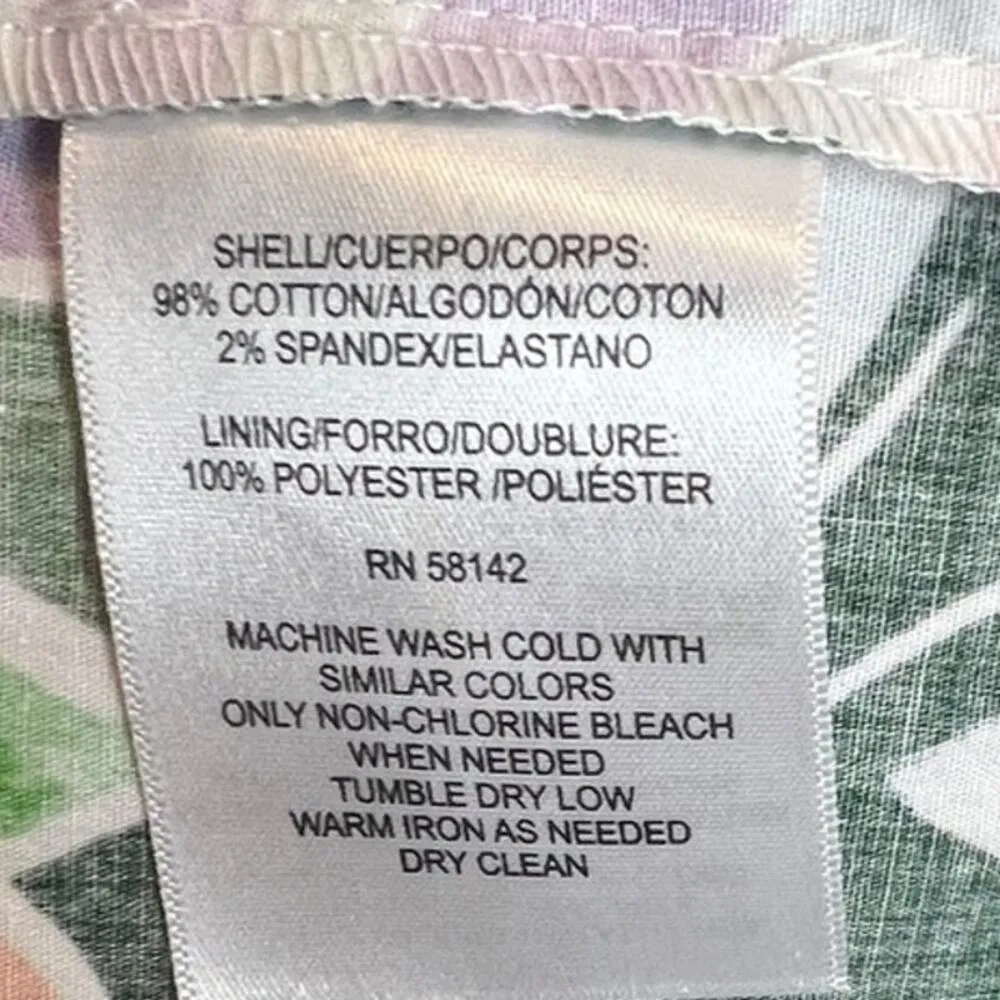 SHELL/CUERPO/CORPS:
98% COTTON/ALGODÓN/COTON
2% SPANDEX/ELASTANO
LINING/FORRO/DOUBLURE:
100% POLYESTER /POLIÉSTER
RN 58142
MACHINE WASH COLD WITH
SIMILAR COLORS
ONLY NON-CHLORINE BLEACH
WHEN NEEDED
TUMBLE DRY LOW
WARM IRON AS NEEDED
DRY CLEAN